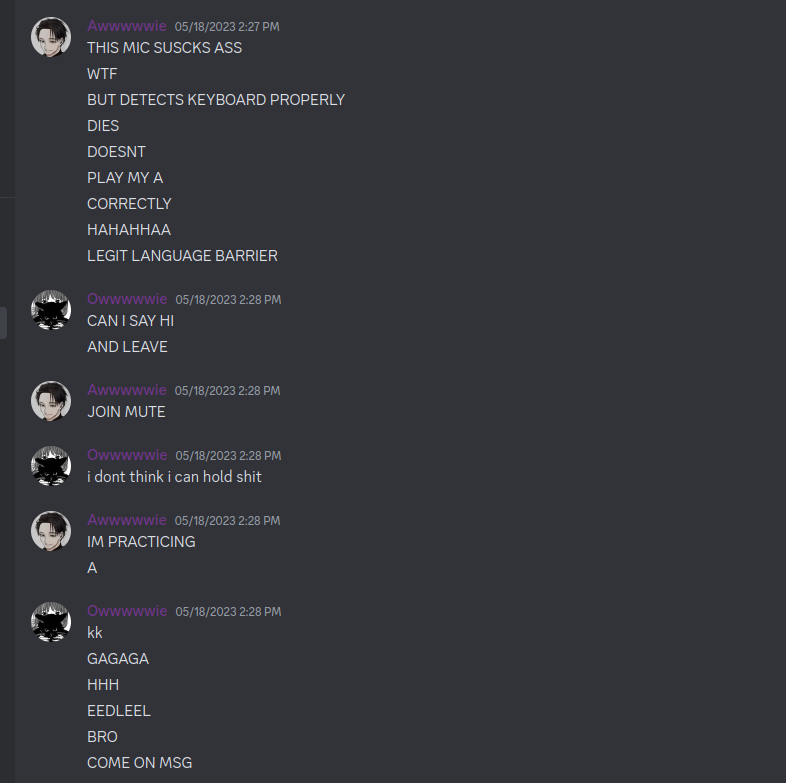 Awwwwwie 05/18/2023 2:27 PM
THIS MIC SUSCKS ASS
WTF
BUT DETECTS KEYBOARD PROPERLY
DIES
DOESNT
PLAY MY A
CORRECTLY
HAHAHHAA
LEGIT LANGUAGE BARRIER
Owwwwwie 05/18/2023 2:28 PM
CAN I SAY HI
AND LEAVE
Awwwwwie 05/18/2023 2:28 PM
JOIN MUTE
Owwwwwie 05/18/2023 2:28 PM
i dont think i can hold shit
Awwwwwie 05/18/2023 2:28 PM
IM PRACTICING
A
Owwwwwie 05/18/2023 2:28 PM
kk
GAGAGA
HHH
EEDLEEL
BRO
COME ON MSG